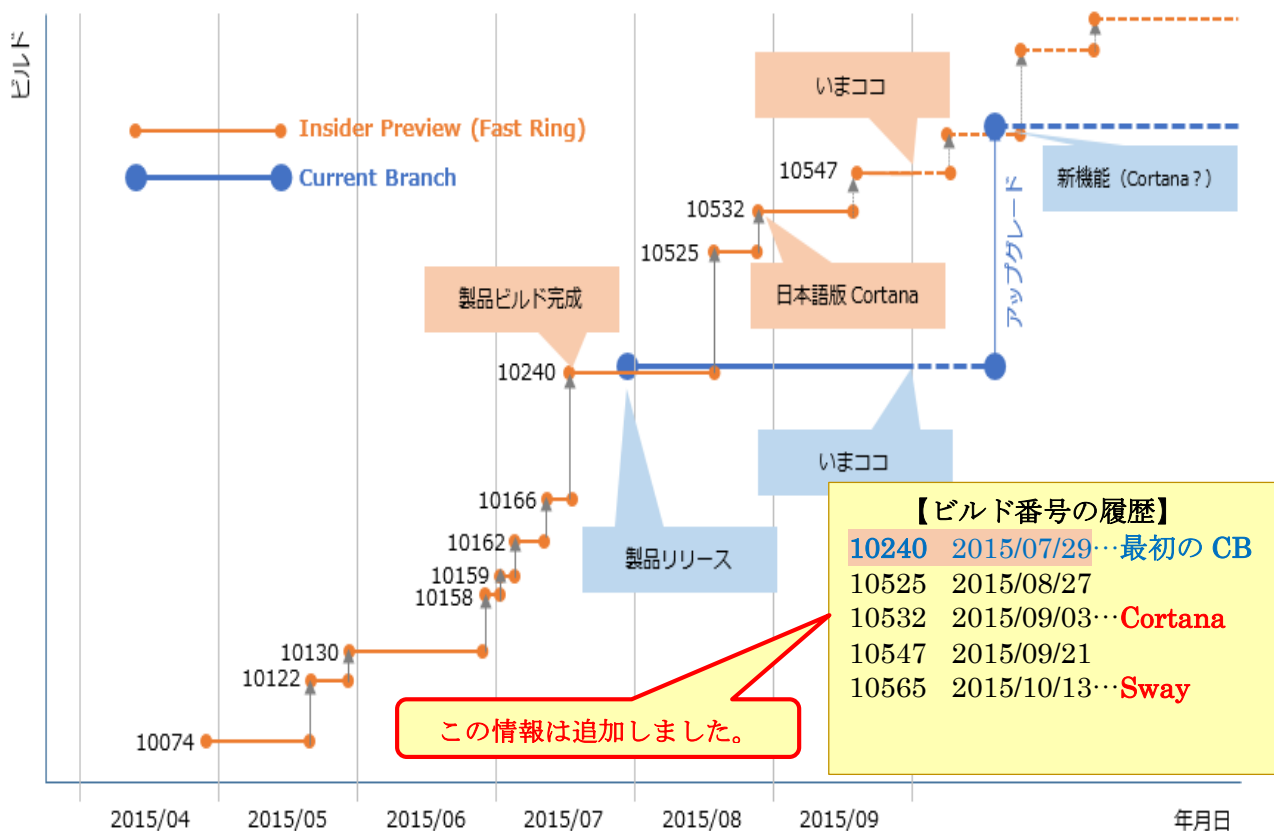 ビルド
いまココ
Insider Preview (Fast Ring)
Current Branch
10547
新機能（Cortana？）
10532
10525
アップグレード
製品ビルド完成
日本語版 Cortana
10240
いまココ
10166
10162
10159
10158
製品リリース
10130
10122
10074
【ビルド番号の履歴】
10240 2015/07/29…最初の CB
10525 2015/08/27
10532 2015/09/03…Cortana
10547 2015/09/21
10565 2015/10/13…Sway
この情報は追加しました。
2015/04 2015/05 2015/06 2015/07 2015/08 2015/09 年月日